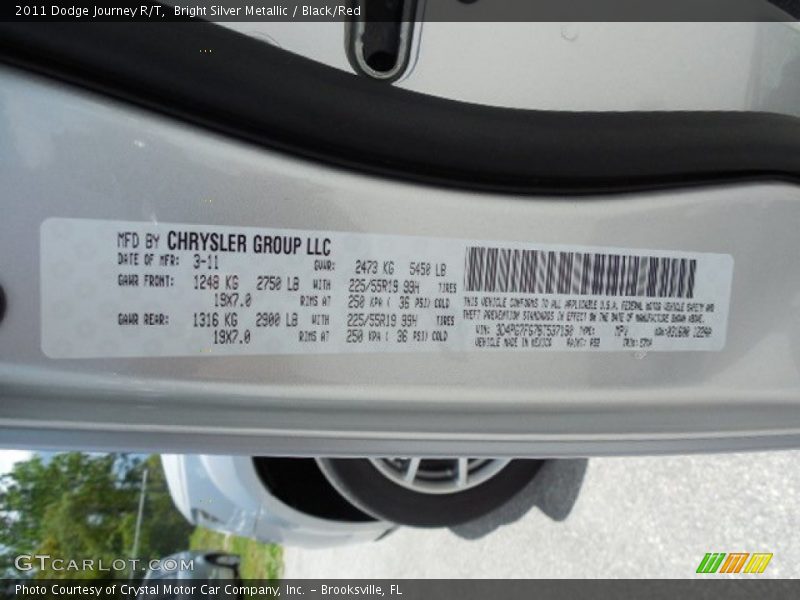 2011 Dodge Journey R/T, Bright Silver Metallic / Black/Red
MFD BY CHRYSLER GROUP LLC
DATE OF MFR: 3-11 GVWR: 2473 KG 5450 LB
GAWR FRONT: 1248 KG 2750 LB WITH 225/55R19 99H TIRES
19X7.0 RIMS AT 250 KPA ( 36 PSI) COLD
GAWR REAR: 1316 KG 2900 LB WITH 225/55R19 99H TIRES
19X7.0 RIMS AT 250 KPA ( 36 PSI) COLD
THIS VEHICLE CONFORMS TO ALL APPLICABLE U.S.A. FEDERAL MOTOR VEHICLE SAFETY AND
THEFT PREVENTION STANDARDS IN EFFECT ON THE DATE OF MANUFACTURE SHOWN ABOVE.
VIN: TYPE: MPV
VEHICLE MADE IN MEXICO PAINT: PS2 TRIM:
GTCARLOT.COM
Photo Courtesy of Crystal Motor Car Company, Inc. – Brooksville, FL